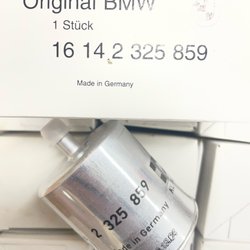 Original BMW
1 Stück
16 14 2 325 859
Made in Germany
2 325 859
Made in Germany